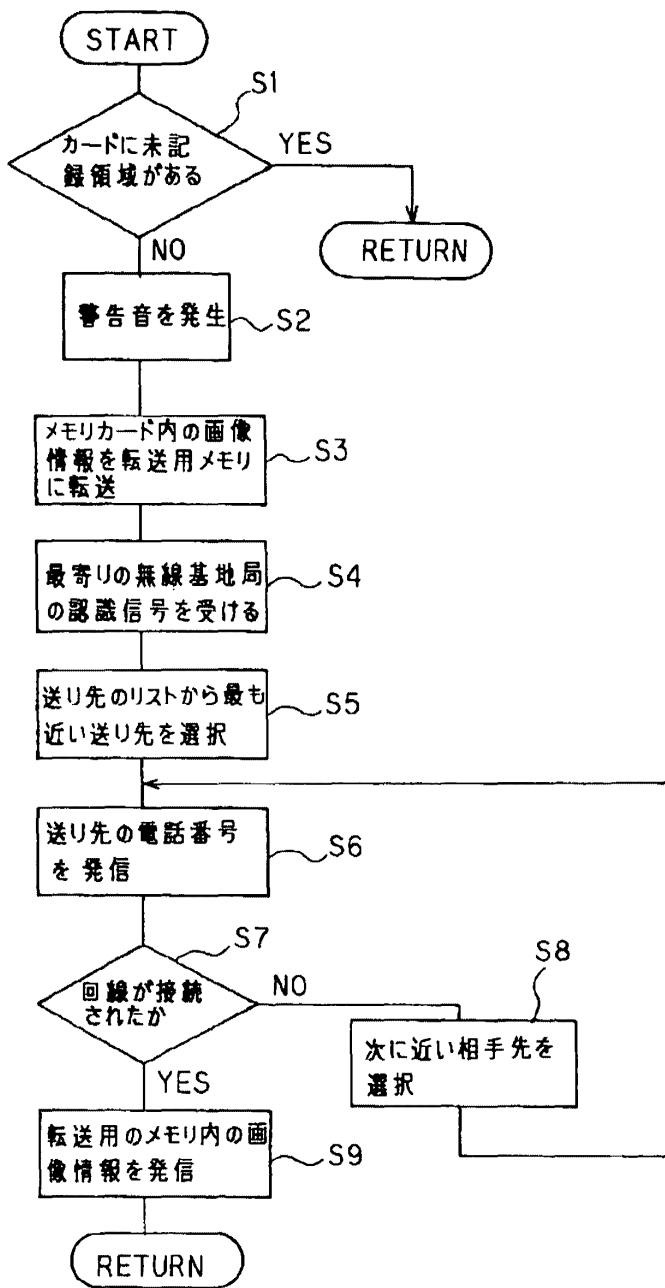 START
S1
カードに未記
録領域がある
YES
RETURN
NO
警告音を発生
S2
メモリカード内の画像
情報を転送用メモリ
に転送
S3
最寄りの無線基地局
の認識信号を受ける
S4
送り先のリストから最も
近い送り先を選択
S5
送り先の電話番号
を発信
S6
S7
回線が接続
されたか
NO
S8
次に近い相手先を
選択
YES
転送用のメモリ内の画
像情報を発信
S9
RETURN